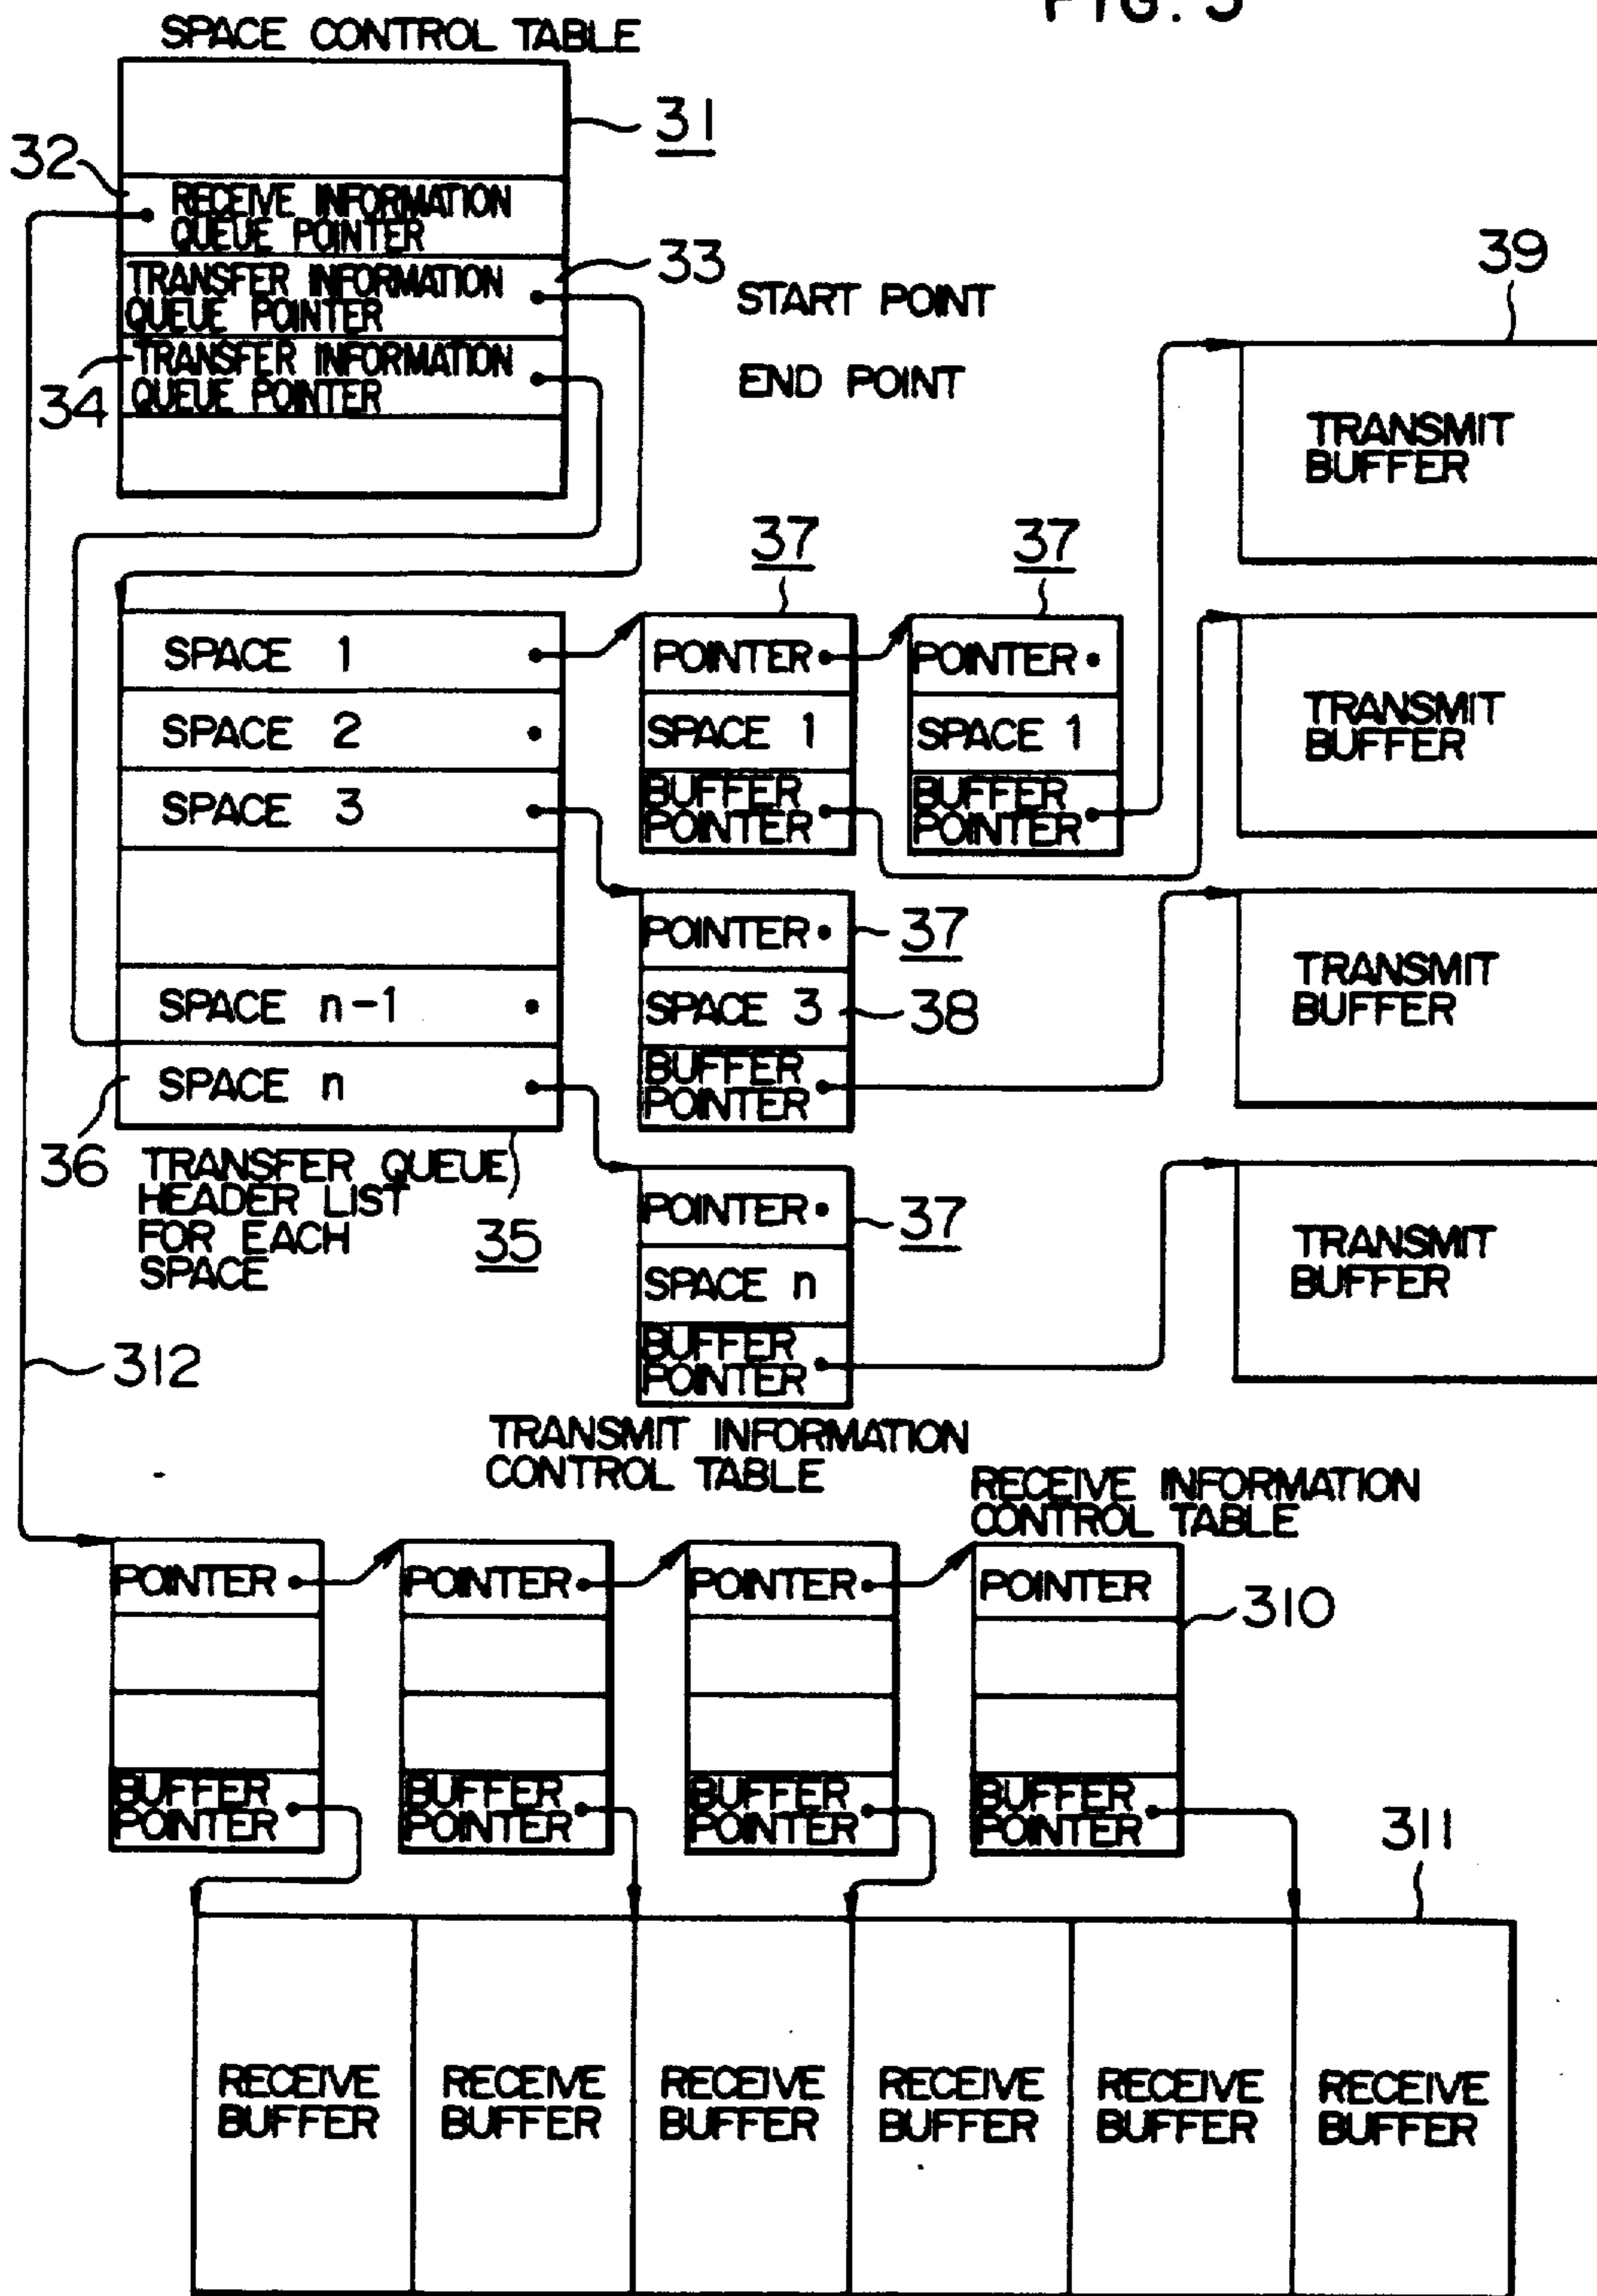 FIG. 3
SPACE CONTROL TABLE
31
32
RECEIVE INFORMATION
QUEUE POINTER
33
TRANSFER INFORMATION
QUEUE POINTER
START POINT
34
TRANSFER INFORMATION
QUEUE POINTER
END POINT
39
TRANSMIT
BUFFER
37
37
SPACE 1
POINTER
POINTER
SPACE 2
SPACE 1
SPACE 1
TRANSMIT
BUFFER
SPACE 3
BUFFER
POINTER
BUFFER
POINTER
POINTER
37
SPACE n-1
SPACE 3
38
TRANSMIT
BUFFER
SPACE n
BUFFER
POINTER
36
TRANSFER QUEUE
HEADER LIST
FOR EACH
SPACE
35
POINTER
37
SPACE n
TRANSMIT
BUFFER
BUFFER
POINTER
312
TRANSMIT INFORMATION
CONTROL TABLE
RECEIVE INFORMATION
CONTROL TABLE
POINTER
POINTER
POINTER
POINTER
310
BUFFER
POINTER
BUFFER
POINTER
BUFFER
POINTER
BUFFER
POINTER
311
RECEIVE
BUFFER
RECEIVE
BUFFER
RECEIVE
BUFFER
RECEIVE
BUFFER
RECEIVE
BUFFER
RECEIVE
BUFFER